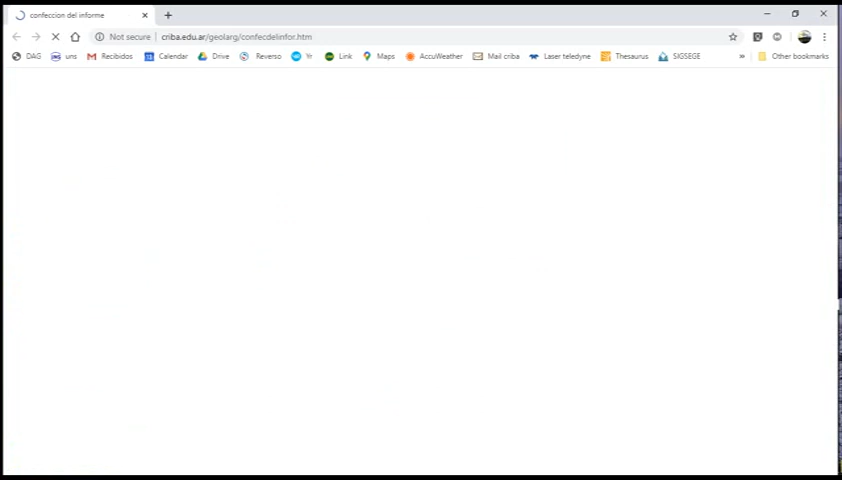 confeccion del informe
Not secure | criba.edu.ar/geolarg/confecdelinfor.htm
DAG uns Recibidos Calendar Drive Reverso Yr Link Maps AccuWeather Mail criba Laser teledyne Thesaurus SIGSEGE » Other bookmarks